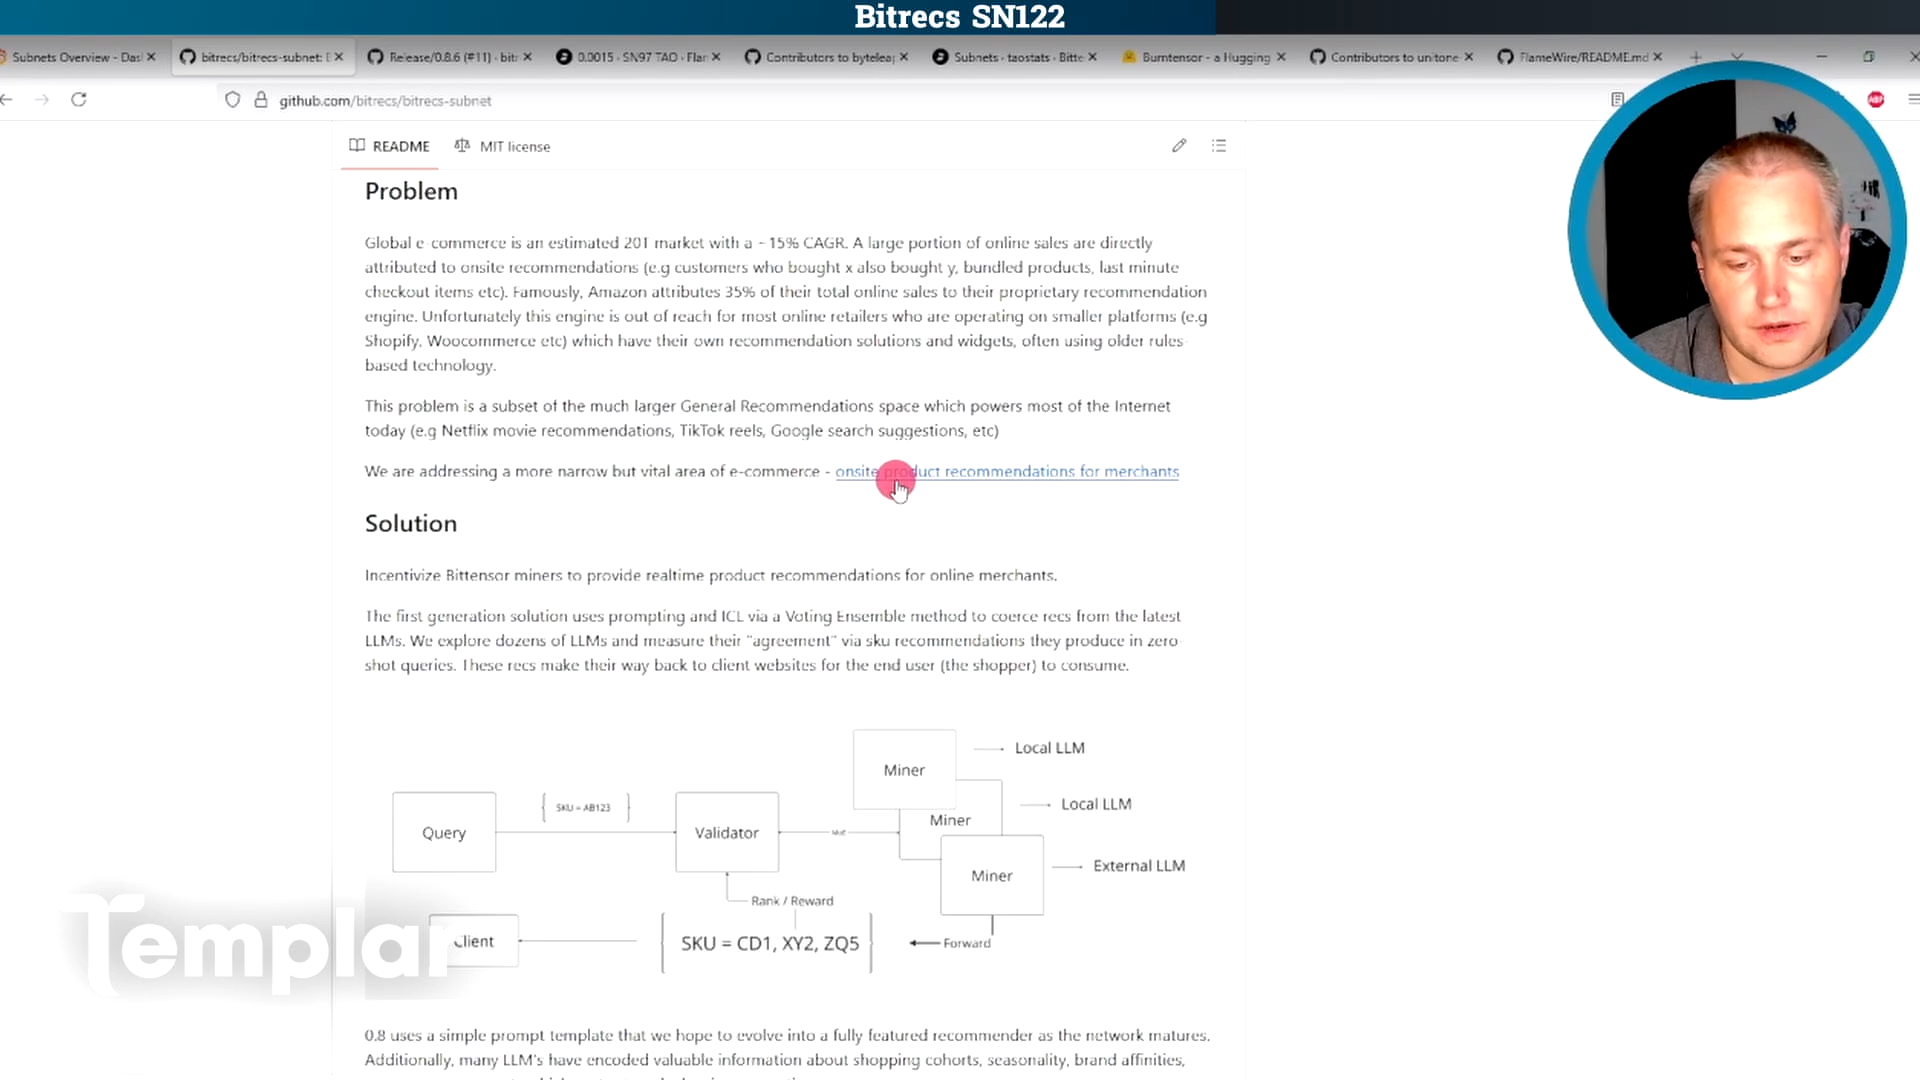 Bitrecs SN122
Subnets Overview - Das
bitrecs/bitrecs-subnet: E
Release/0.8.6 (#11) · bitr
0.0015 · SN97 TAO · Flar
Contributors to byteleap
Subnets · taostats · Bitte
Burntensor - a Hugging
Contributors to unitone
FlameWire/README.md
github.com/bitrecs/bitrecs-subnet
ABP
README MIT license
Problem
Global e-commerce is an estimated 20T market with a ~15% CAGR. A large portion of online sales are directly
attributed to onsite recommendations (e.g customers who bought x also bought y, bundled products, last minute
checkout items etc). Famously, Amazon attributes 35% of their total online sales to their proprietary recommendation
engine. Unfortunately this engine is out of reach for most online retailers who are operating on smaller platforms (e.g
Shopify, Woocommerce etc) which have their own recommendation solutions and widgets, often using older rules-
based technology.
This problem is a subset of the much larger General Recommendations space which powers most of the Internet
today (e.g Netflix movie recommendations, TikTok reels, Google search suggestions, etc)
We are addressing a more narrow but vital area of e-commerce - onsite product recommendations for merchants
Solution
Incentivize Bittensor miners to provide realtime product recommendations for online merchants.
The first generation solution uses prompting and ICL via a Voting Ensemble method to coerce recs from the latest
LLMs. We explore dozens of LLMs and measure their "agreement" via sku recommendations they produce in zero-
shot queries. These recs make their way back to client websites for the end user (the shopper) to consume.
Miner
Local LLM
SKU = AB123
Local LLM
Query
Validator
Miner
Miner
External LLM
Rank / Reward
Client
SKU = CD1, XY2, ZQ5
Forward
Templar
0.8 uses a simple prompt template that we hope to evolve into a fully featured recommender as the network matures.
Additionally, many LLM's have encoded valuable information about shopping cohorts, seasonality, brand affinities,